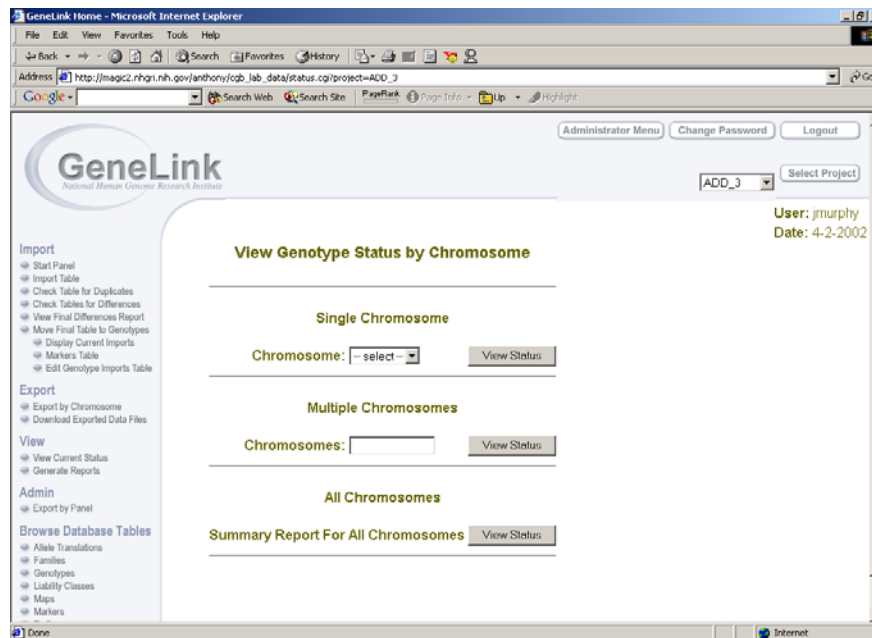 GeneLink Home - Microsoft Internet Explorer
File Edit View Favorites Tools Help
Back Search Favorites History
Address http://magic2.nhgri.nih.gov/anthony/cgb_lab_data/status.cgi?project=ADD_3 Go
Google Search Web Search Site PageRank Page Info Up Highlight
Administrator Menu Change Password Logout
GeneLink
National Human Genome Research Institute
ADD_3 Select Project
User: jmurphy
Date: 4-2-2002
Import
Start Panel
Import Table
Check Table for Duplicates
Check Tables for Differences
View Final Differences Report
Move Final Table to Genotypes
Display Current Imports
Markers Table
Edit Genotype Imports Table
Export
Export by Chromosome
Download Exported Data Files
View
View Current Status
Generate Reports
Admin
Export by Panel
Browse Database Tables
Allele Translations
Families
Genotypes
Liability Classes
Maps
Markers
View Genotype Status by Chromosome
Single Chromosome
Chromosome: -- select -- View Status
Multiple Chromosomes
Chromosomes: View Status
All Chromosomes
Summary Report For All Chromosomes View Status
Done Internet